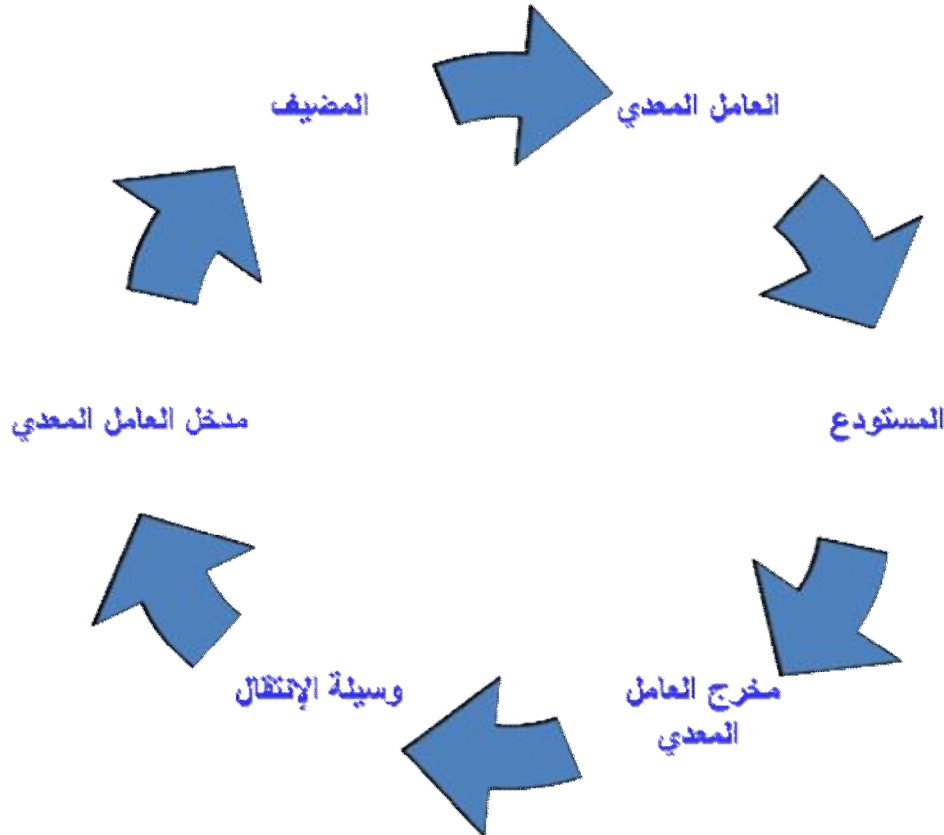 العامل المعدي
المستودع
مخرج العامل
المعدي
وسيلة الإنتقال
مدخل العامل المعدي
المضيف